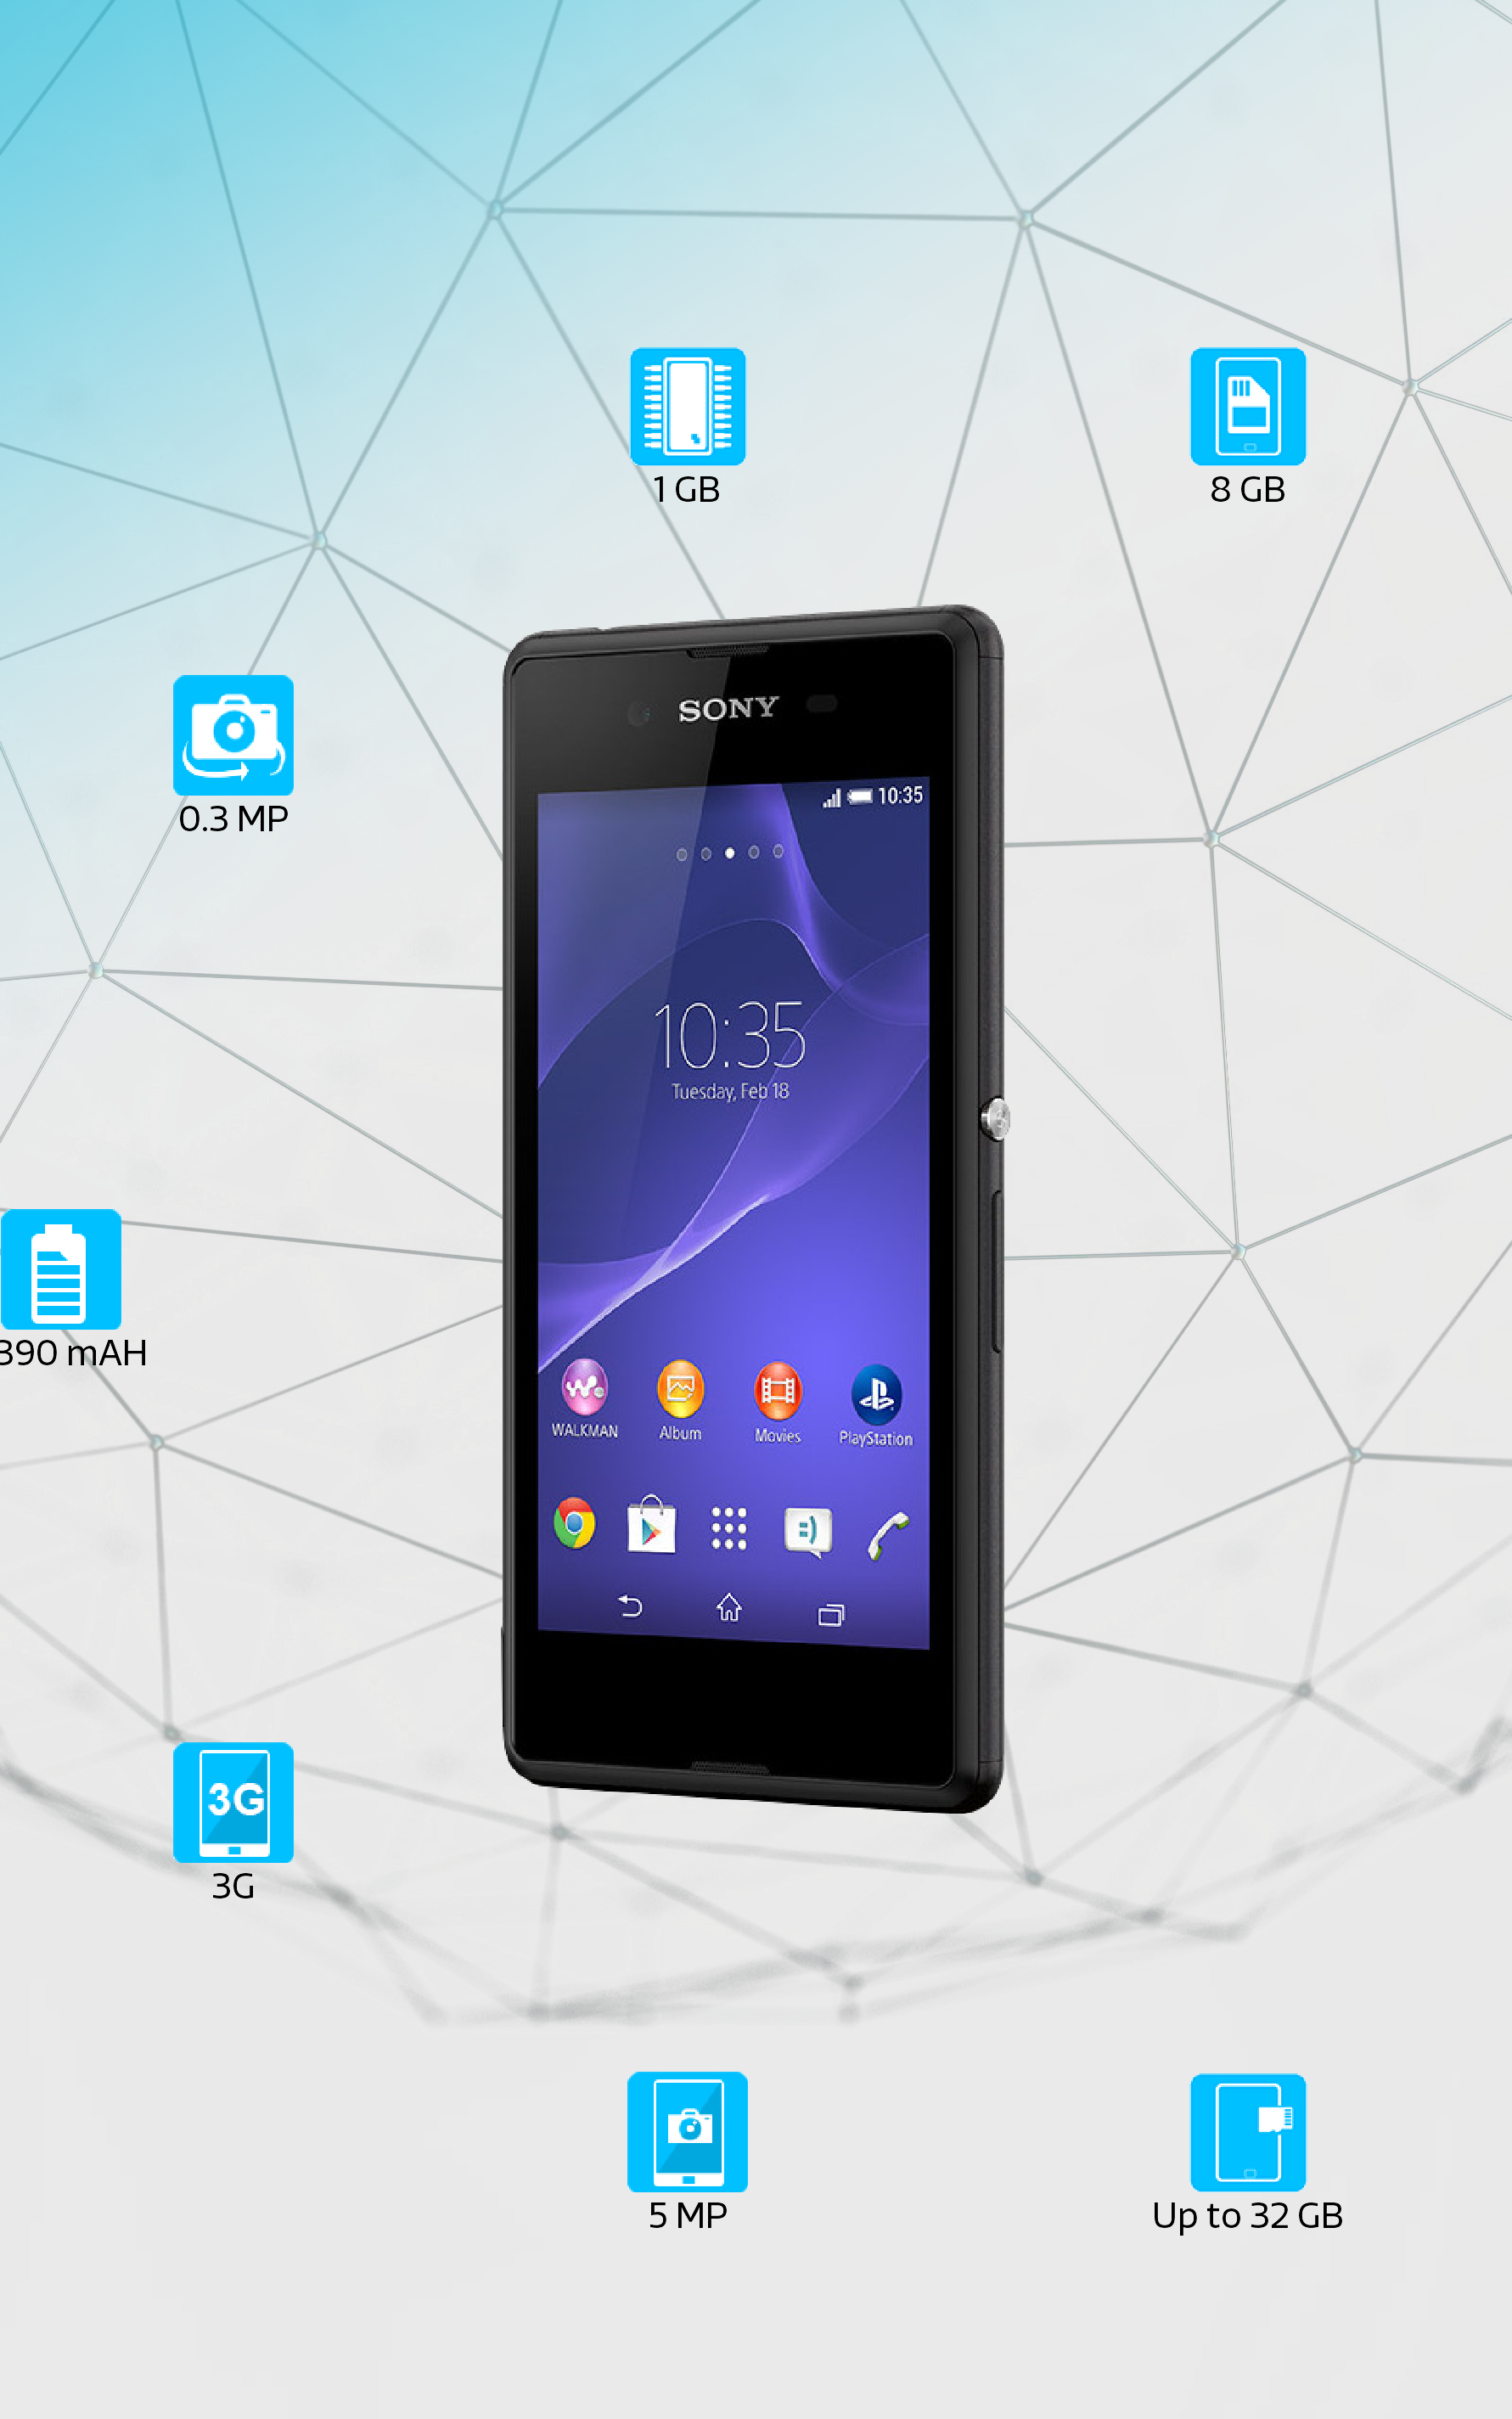 1 GB
8 GB
0.3 MP
SONY
10:35
10:35
Tuesday, Feb 18
390 mAH
WALKMAN
Album
Movies
PlayStation
3G
3G
5 MP
Up to 32 GB